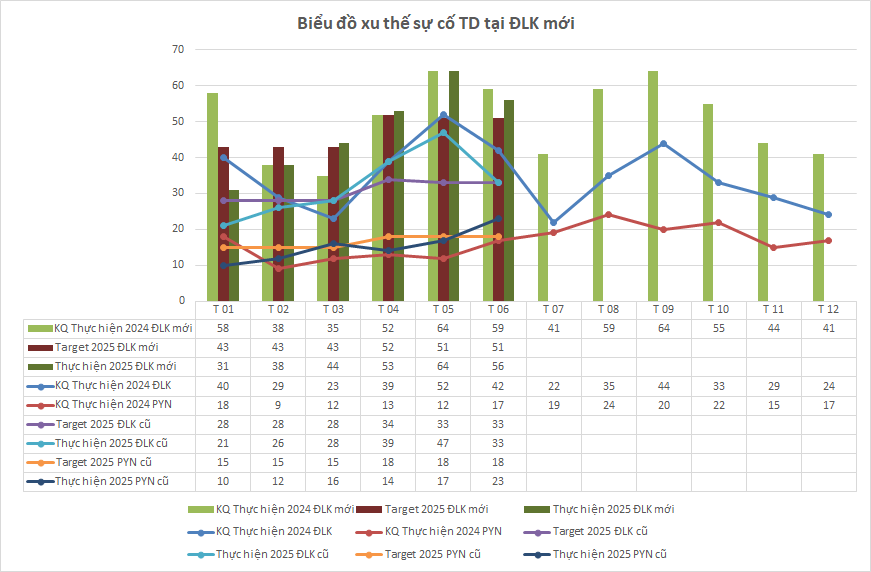 Biểu đồ xu thế sự cố TD tại ĐLK mới
70
60
50
40
30
20
10
0
T 01 T 02 T 03 T 04 T 05 T 06 T 07 T 08 T 09 T 10 T 11 T 12
KQ Thực hiện 2024 ĐLK mới 58 38 35 52 64 59 41 59 64 55 44 41
Target 2025 ĐLK mới 43 43 43 52 51 51
Thực hiện 2025 ĐLK mới 31 38 44 53 64 56
KQ Thực hiện 2024 ĐLK 40 29 23 39 52 42 22 35 44 33 29 24
KQ Thực hiện 2024 PYN 18 9 12 13 12 17 19 24 20 22 15 17
Target 2025 ĐLK cũ 28 28 28 34 33 33
Thực hiện 2025 ĐLK cũ 21 26 28 39 47 33
Target 2025 PYN cũ 15 15 15 18 18 18
Thực hiện 2025 PYN cũ 10 12 16 14 17 23
KQ Thực hiện 2024 ĐLK mới Target 2025 ĐLK mới Thực hiện 2025 ĐLK mới
KQ Thực hiện 2024 ĐLK KQ Thực hiện 2024 PYN Target 2025 ĐLK cũ
Thực hiện 2025 ĐLK cũ Target 2025 PYN cũ Thực hiện 2025 PYN cũ